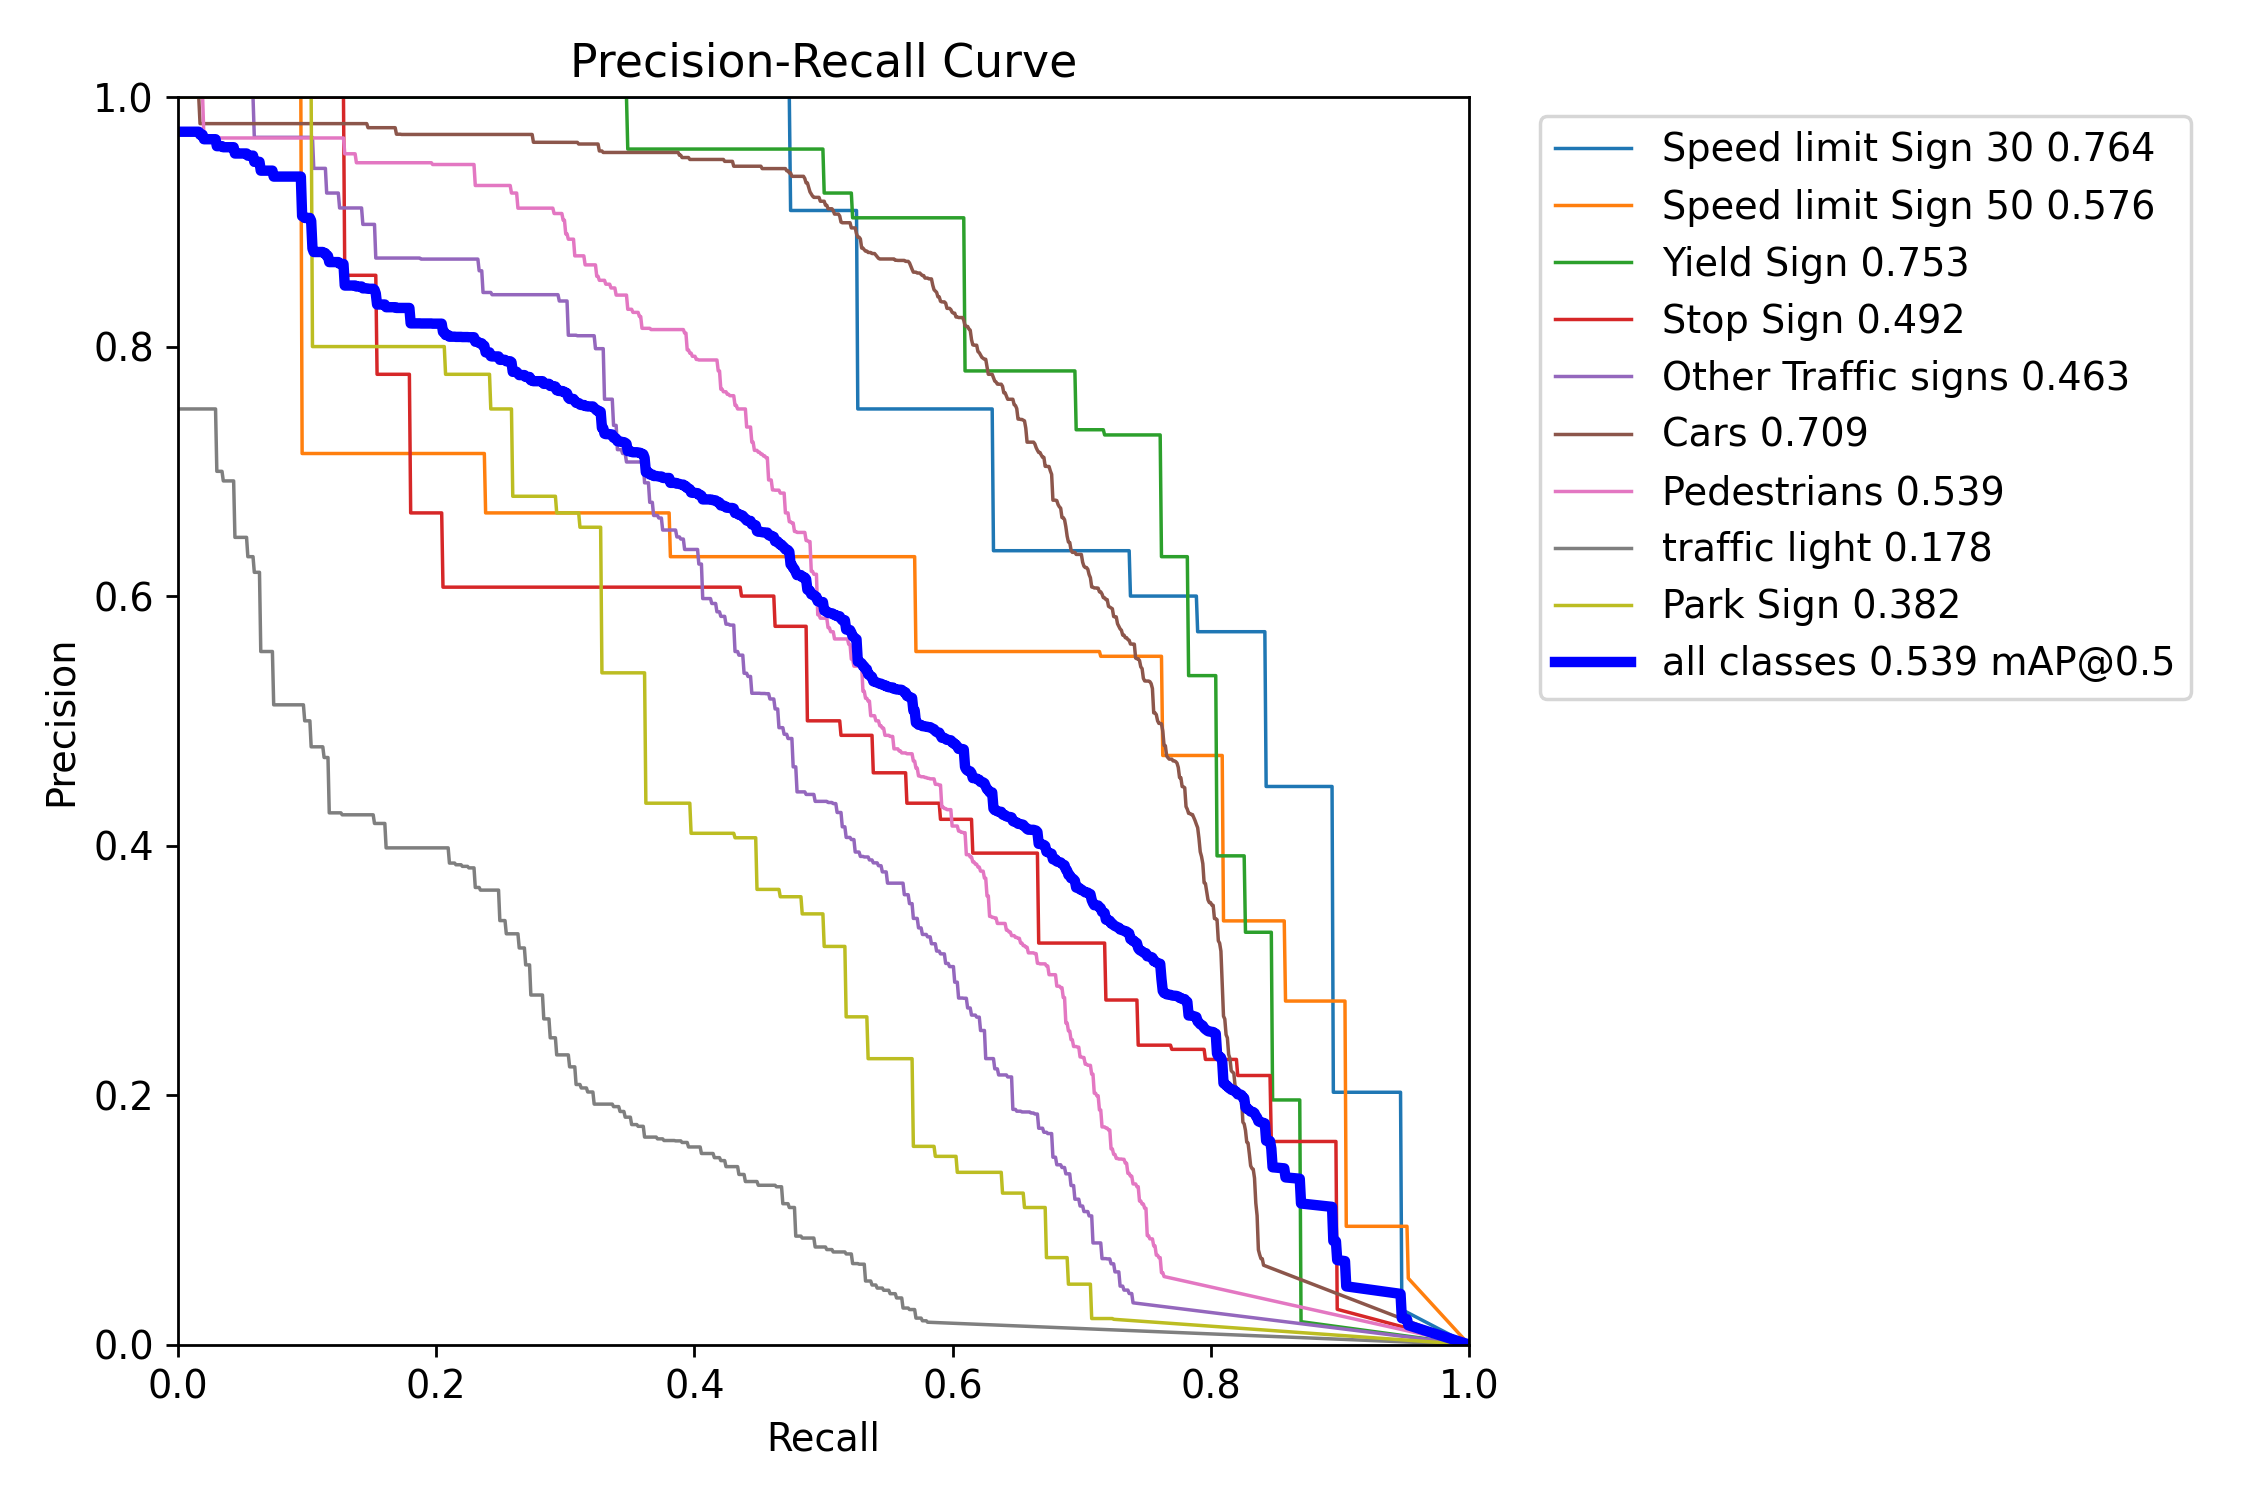 Precision-Recall Curve
1.0
0.8
0.6
0.4
0.2
0.0
Precision
0.0 0.2 0.4 0.6 0.8 1.0
Recall
Speed limit Sign 30 0.764
Speed limit Sign 50 0.576
Yield Sign 0.753
Stop Sign 0.492
Other Traffic signs 0.463
Cars 0.709
Pedestrians 0.539
traffic light 0.178
Park Sign 0.382
all classes 0.539 mAP@0.5